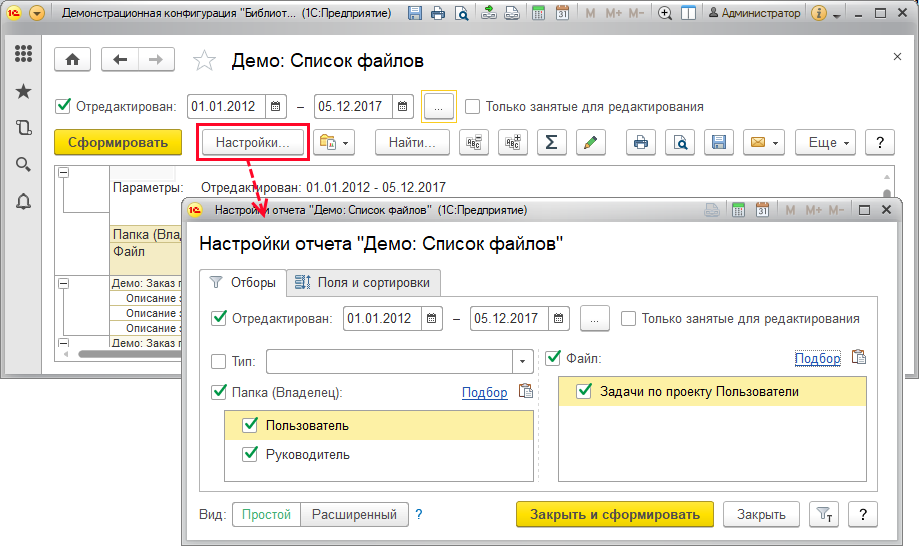 Демонстрационная конфигурация "Библиот... (1С:Предприятие)
M M+ M- Администратор
Демо: Список файлов
Отредактирован: 01.01.2012 – 05.12.2017 ... Только занятые для редактирования
Сформировать Настройки... Найти... Еще ?
Параметры: Отредактирован: 01.01.2012 - 05.12.2017
Папка (Влад
Файл
Демо: Заказ п
Описание з
Описание з
Описание з
Демо: Заказ п
Настройки отчета "Демо: Список файлов" (1С:Предприятие)
M M+ M-
Настройки отчета "Демо: Список файлов"
Отборы Поля и сортировки
Отредактирован: 01.01.2012 – 05.12.2017 ... Только занятые для редактирования
Тип: Файл: Подбор
Папка (Владелец): Подбор
Задачи по проекту Пользователи
Пользователь
Руководитель
Вид: Простой Расширенный ? Закрыть и сформировать Закрыть ?